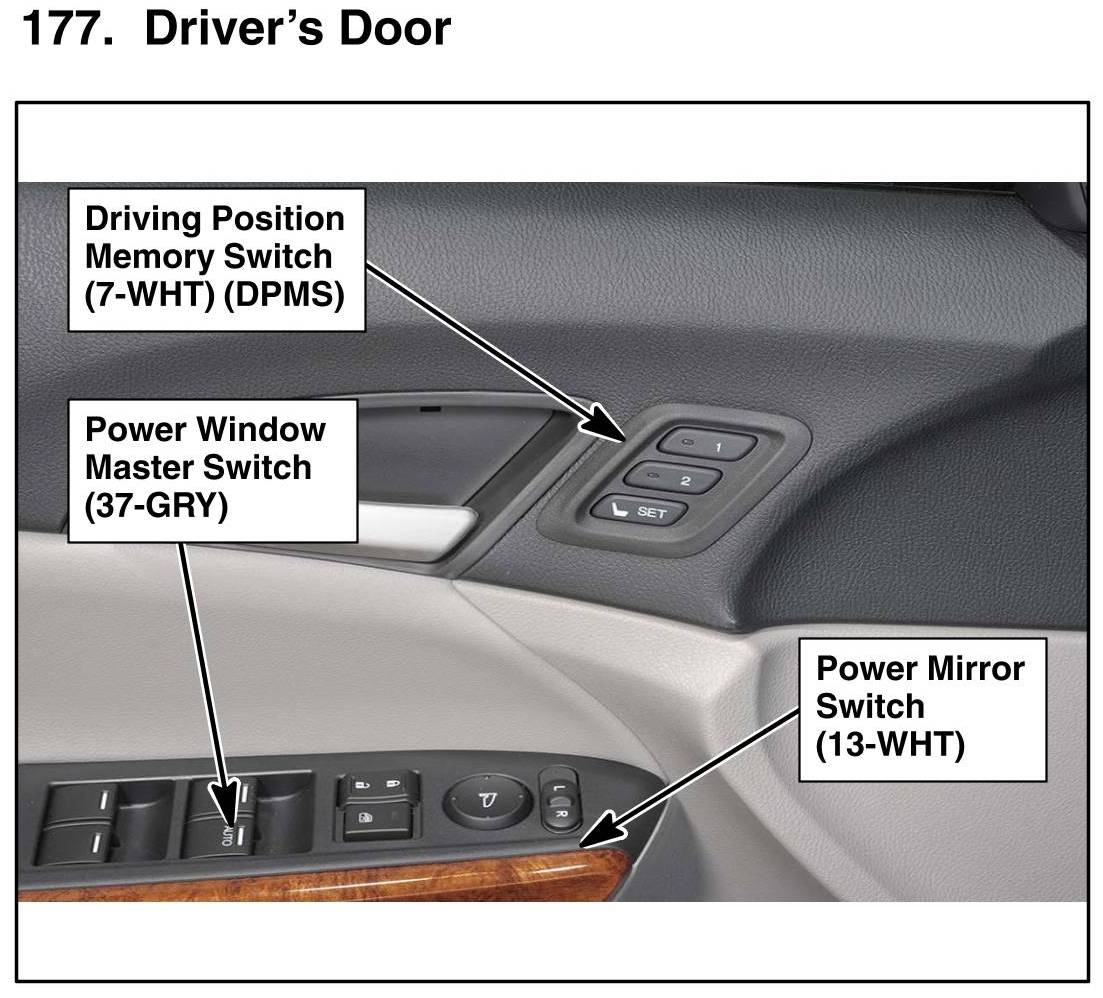 177. Driver’s Door
Driving Position
Memory Switch
(7-WHT) (DPMS)
1
2
SET
Power Window
Master Switch
(37-GRY)
Power Mirror
Switch
(13-WHT)
AUTO
L
R